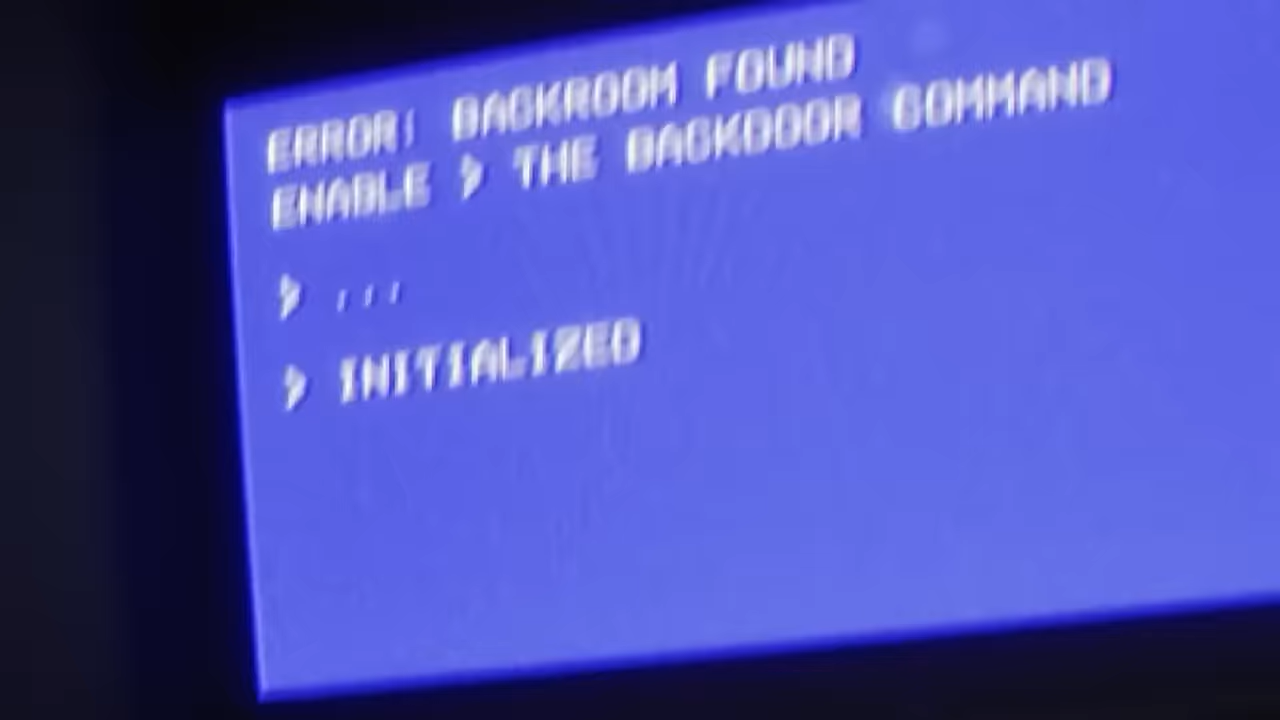 ERROR: BACKROOM FOUND
ENABLE > THE BACKDOOR COMMAND
> ...
> INITIALIZED